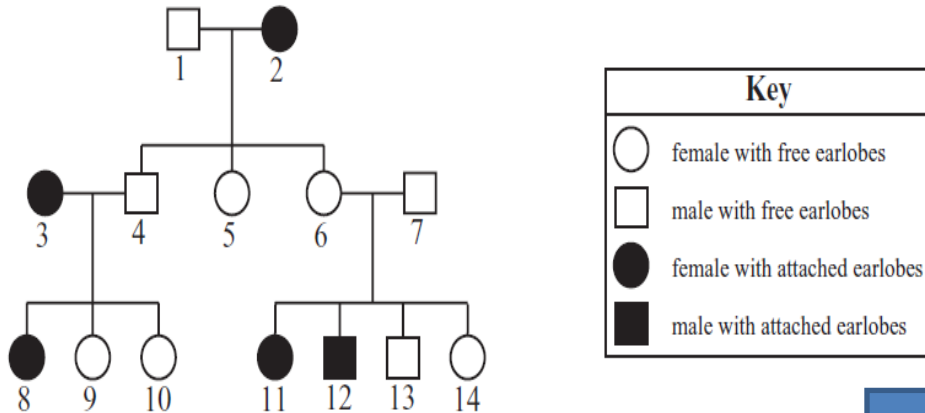 1 2
3 4 5 6 7
8 9 10 11 12 13 14
Key
female with free earlobes
male with free earlobes
female with attached earlobes
male with attached earlobes